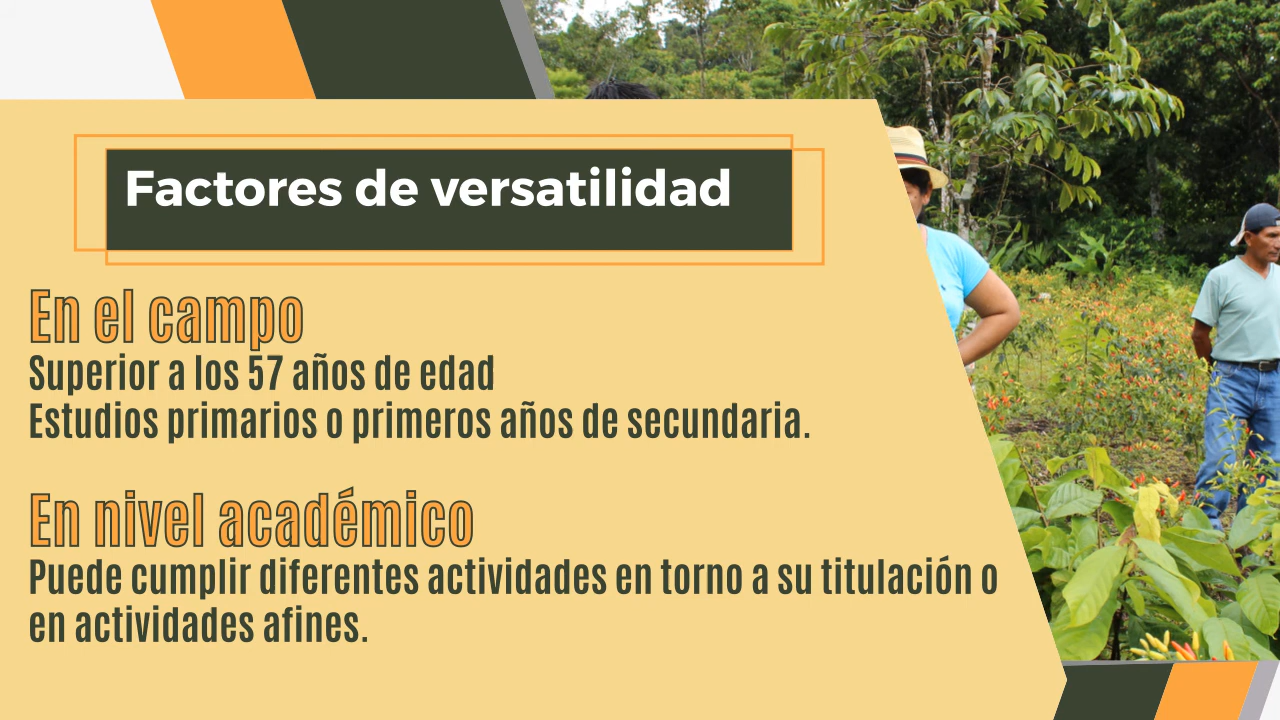 Factores de versatilidad
En el campo
Superior a los 57 años de edad
Estudios primarios o primeros años de secundaria.
En nivel académico
Puede cumplir diferentes actividades en torno a su titulación o
en actividades afines.